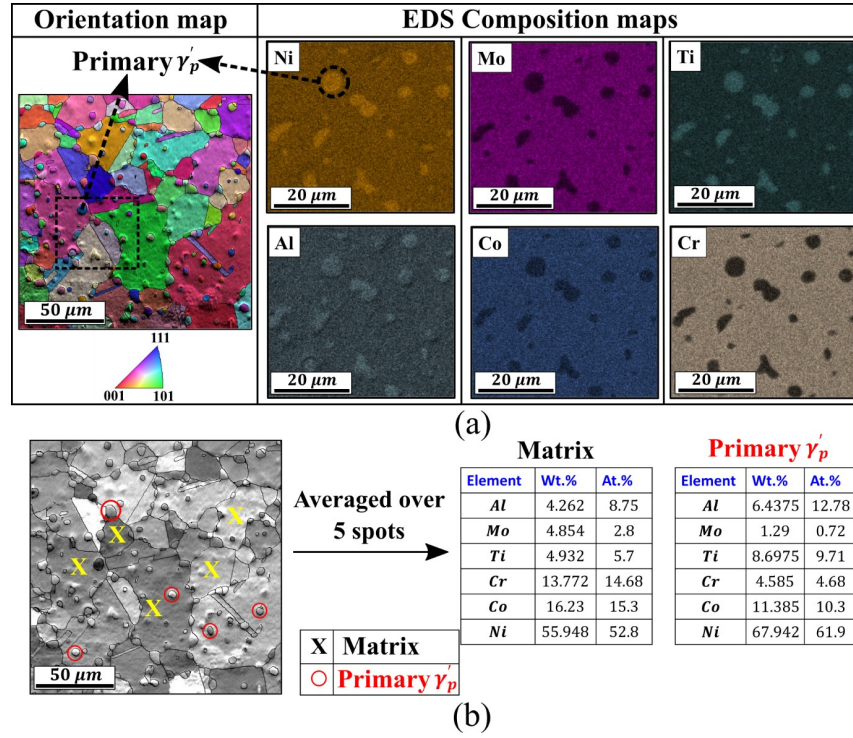 Orientation map
EDS Composition maps
Primary γ′p
Ni
Mo
Ti
20 μm
20 μm
20 μm
Al
Co
Cr
20 μm
20 μm
20 μm
50 μm
111
001 101
(a)
Averaged over
5 spots
X X X X X
50 μm
X Matrix
Primary γ′p
Matrix
Element Wt.% At.%
Al 4.262 8.75
Mo 4.854 2.8
Ti 4.932 5.7
Cr 13.772 14.68
Co 16.23 15.3
Ni 55.948 52.8
Primary γ′p
Element Wt.% At.%
Al 6.4375 12.78
Mo 1.29 0.72
Ti 8.6975 9.71
Cr 4.585 4.68
Co 11.385 10.3
Ni 67.942 61.9
(b)